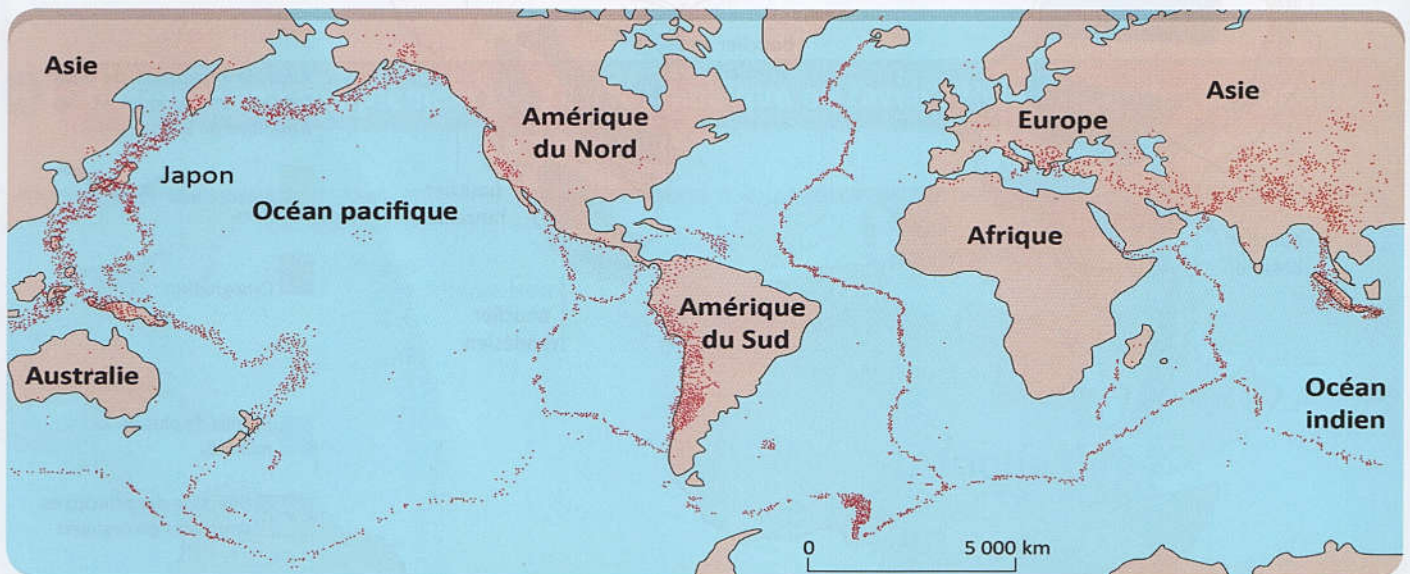 Asie
Japon
Océan pacifique
Amérique
du Nord
Amérique
du Sud
Australie
Europe
Asie
Afrique
Océan
indien
0
5 000 km